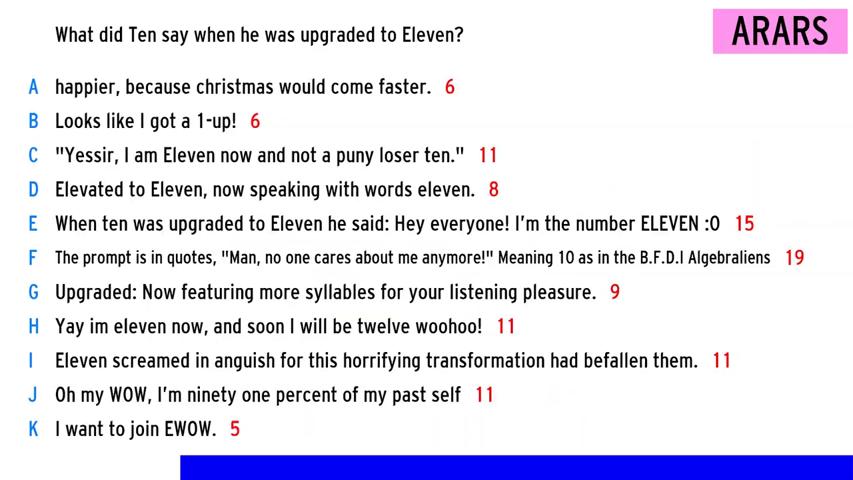 What did Ten say when he was upgraded to Eleven?
ARARS
A happier, because christmas would come faster. 6
B Looks like I got a 1-up! 6
C "Yessir, I am Eleven now and not a puny loser ten." 11
D Elevated to Eleven, now speaking with words eleven. 8
E When ten was upgraded to Eleven he said: Hey everyone! I'm the number ELEVEN :O 15
F The prompt is in quotes, "Man, no one cares about me anymore!" Meaning 10 as in the B.F.D.I Algebraliens 19
G Upgraded: Now featuring more syllables for your listening pleasure. 9
H Yay im eleven now, and soon I will be twelve woohoo! 11
I Eleven screamed in anguish for this horrifying transformation had befallen them. 11
J Oh my WOW, I'm ninety one percent of my past self 11
K I want to join EWOW. 5